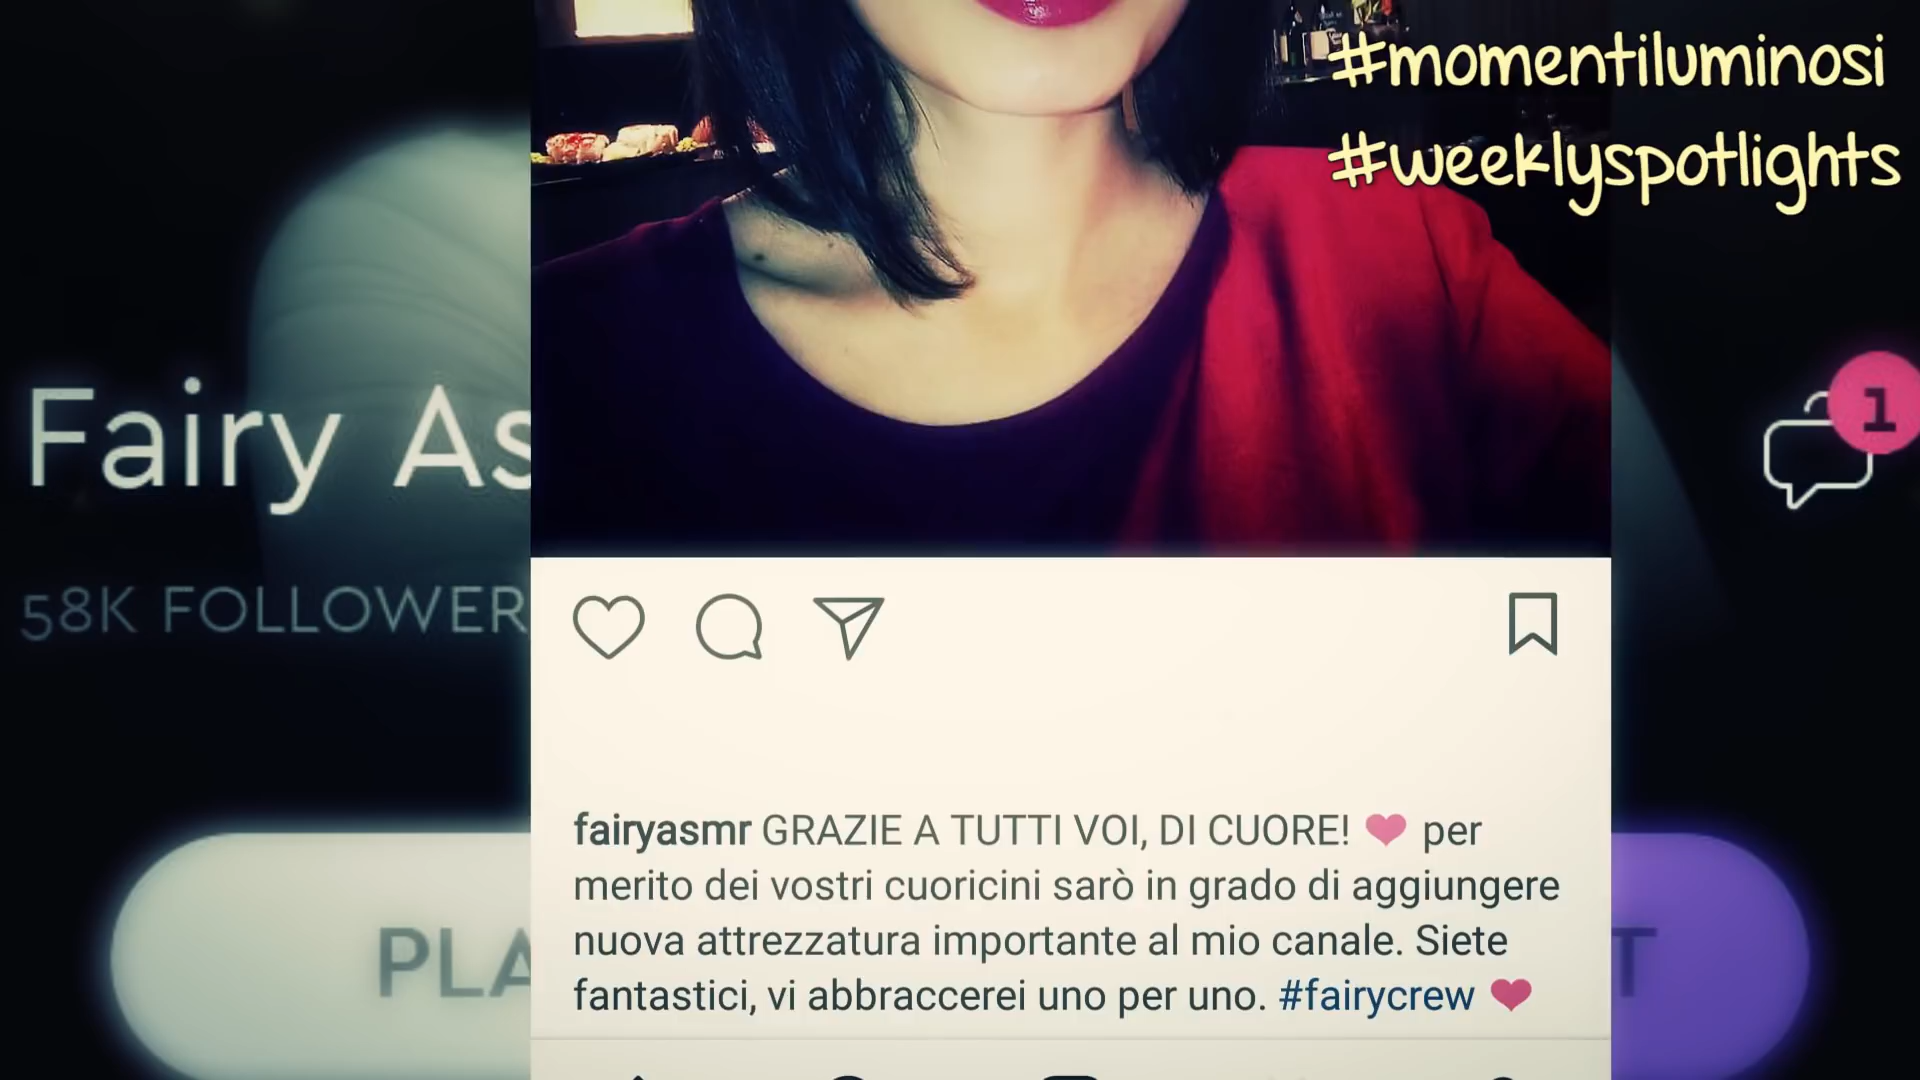 #momentiluminosi
#weeklyspotlights
Fairy As
1
58K FOLLOWER
fairyasmr GRAZIE A TUTTI VOI, DI CUORE! ❤ per
merito dei vostri cuoricini sarò in grado di aggiungere
nuova attrezzatura importante al mio canale. Siete
fantastici, vi abbraccerei uno per uno. #fairycrew ❤
PLA
T